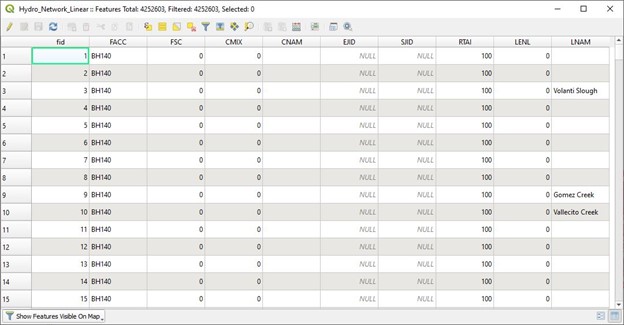 Hydro_Network_Linear :: Features Total: 4252603, Filtered: 4252603, Selected: 0
fid FACC FSC CMIX CNAM EJID SJID RTAI LENL LNAM
1 1 BH140 0 0 NULL NULL 100 0
2 2 BH140 0 0 NULL NULL 100 0
3 3 BH140 0 0 NULL NULL 100 0 Volanti Slough
4 4 BH140 0 0 NULL NULL 100 0
5 5 BH140 0 0 NULL NULL 100 0
6 6 BH140 0 0 NULL NULL 100 0
7 7 BH140 0 0 NULL NULL 100 0
8 8 BH140 0 0 NULL NULL 100 0
9 9 BH140 0 0 NULL NULL 100 0 Gomez Creek
10 10 BH140 0 0 NULL NULL 100 0 Vallecito Creek
11 11 BH140 0 0 NULL NULL 100 0
12 12 BH140 0 0 NULL NULL 100 0
13 13 BH140 0 0 NULL NULL 100 0
14 14 BH140 0 0 NULL NULL 100 0
15 15 BH140 0 0 NULL NULL 100 0
Show Features Visible On Map